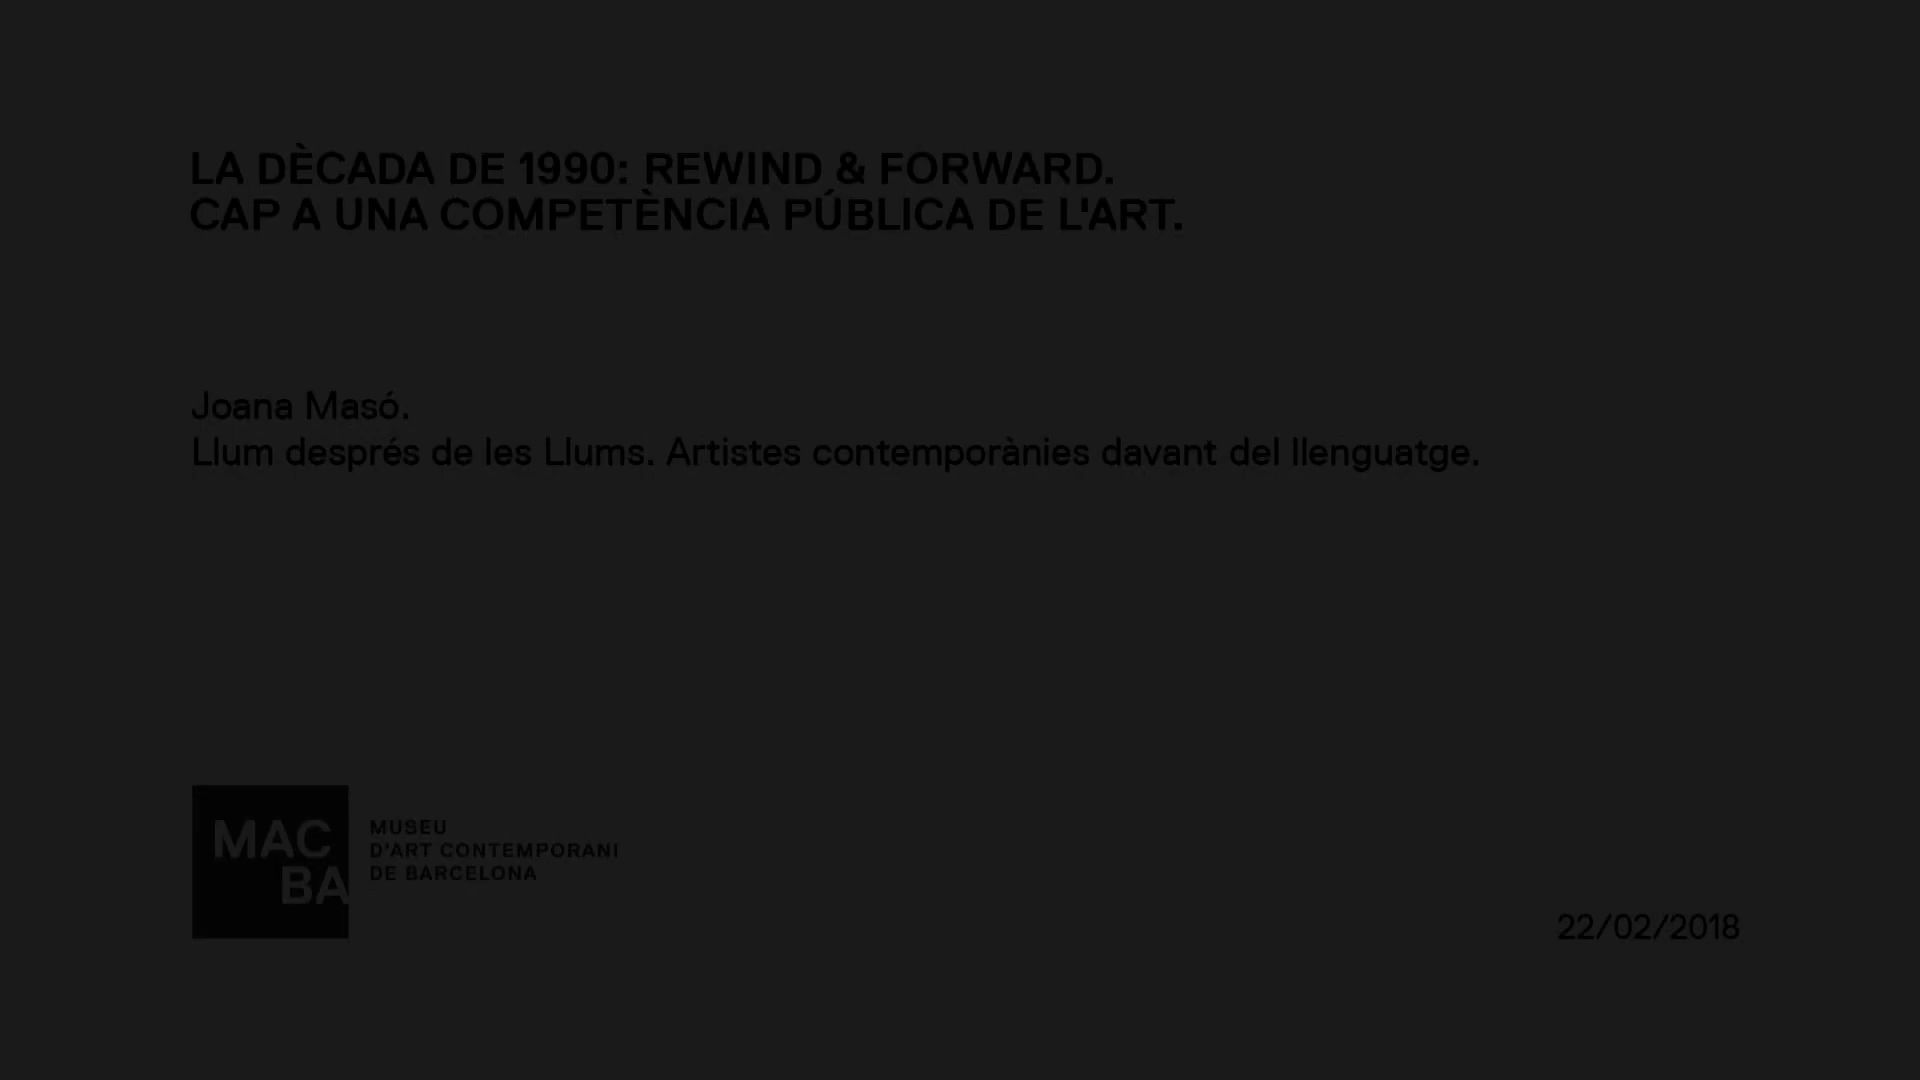 LA DÈCADA DE 1990: REWIND & FORWARD.
CAP A UNA COMPETÈNCIA PÚBLICA DE L'ART.
Joana Masó.
Llum després de les Llums. Artistes contemporànies davant del llenguatge.
MAC
BA
MUSEU
D'ART CONTEMPORANI
DE BARCELONA
22/02/2018